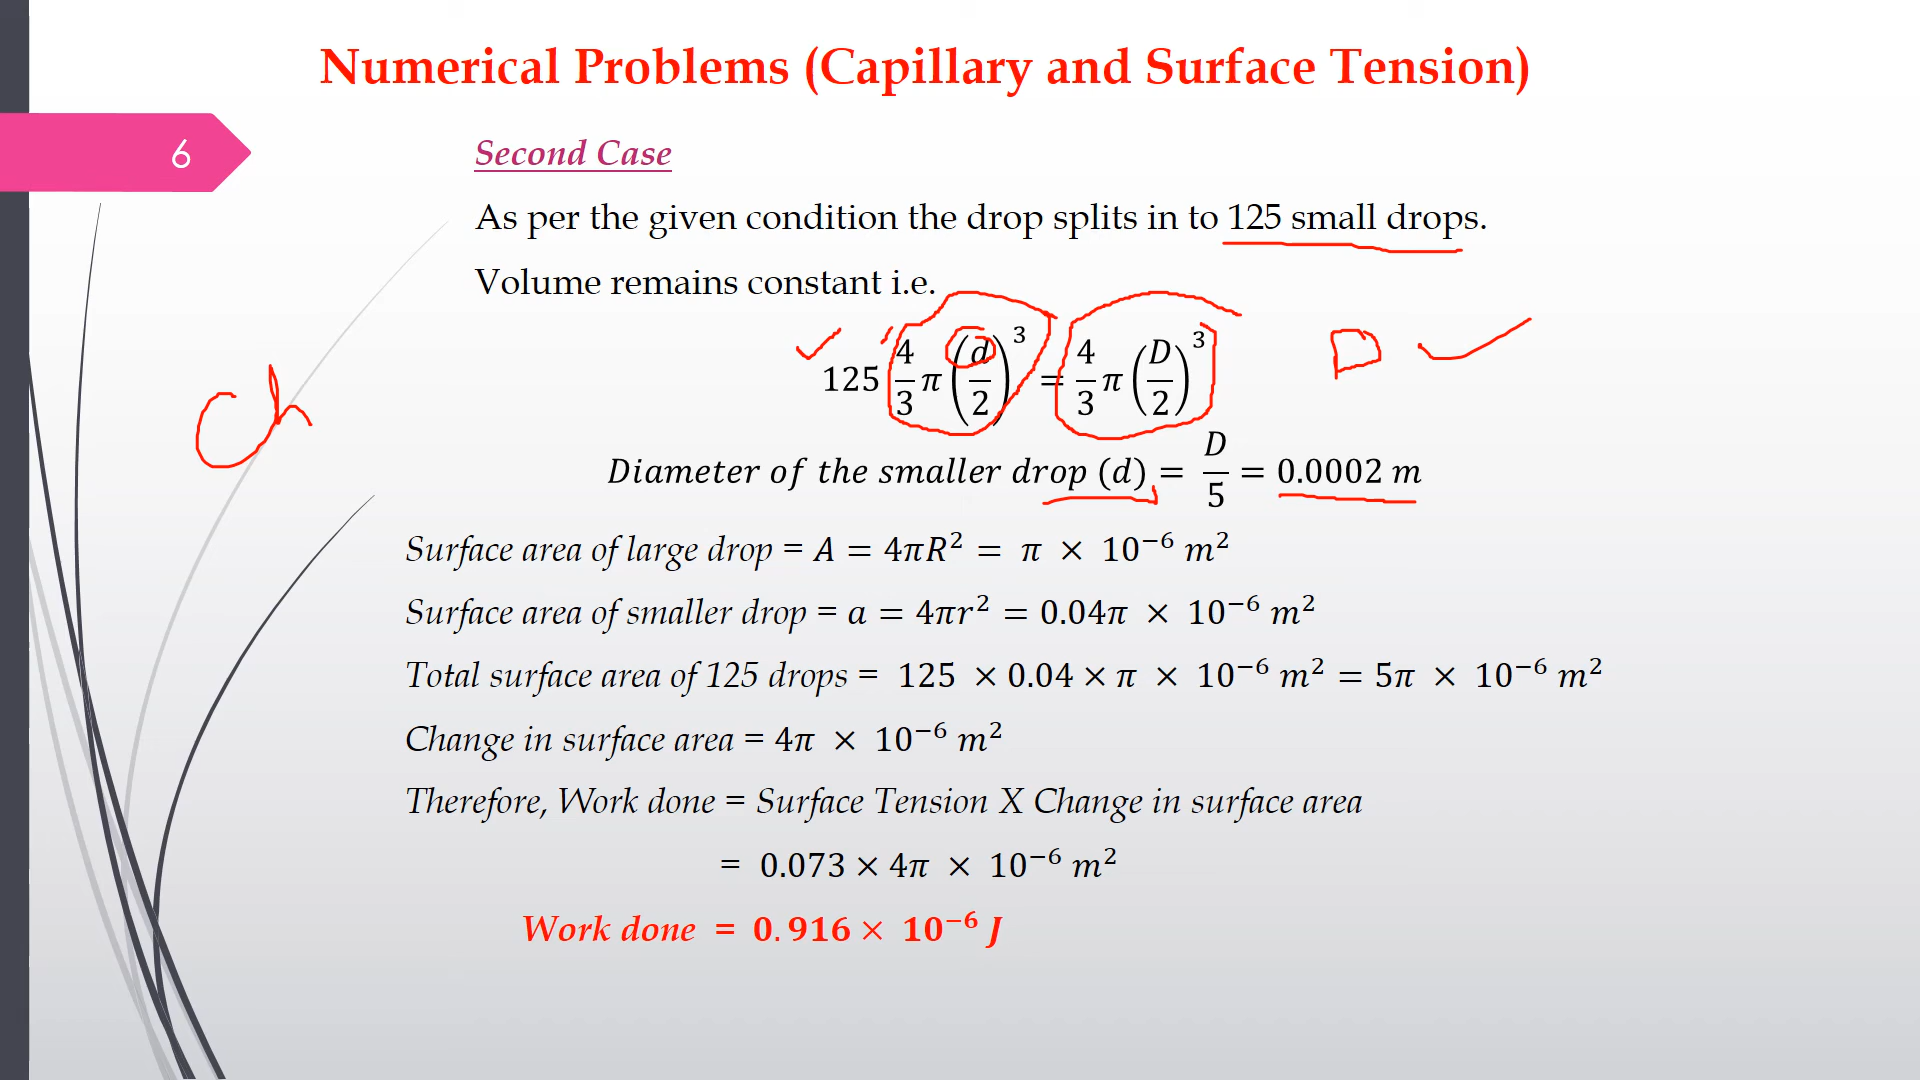 Numerical Problems (Capillary and Surface Tension)
6
Second Case
As per the given condition the drop splits in to 125 small drops.
Volume remains constant i.e.
125 4/3 π (d/2)³ = 4/3 π (D/2)³
D
Diameter of the smaller drop (d) = D/5 = 0.0002 m
Surface area of large drop = A = 4πR² = π × 10⁻⁶ m²
Surface area of smaller drop = a = 4πr² = 0.04π × 10⁻⁶ m²
Total surface area of 125 drops = 125 × 0.04 × π × 10⁻⁶ m² = 5π × 10⁻⁶ m²
Change in surface area = 4π × 10⁻⁶ m²
Therefore, Work done = Surface Tension X Change in surface area
= 0.073 × 4π × 10⁻⁶ m²
Work done = 0.916 × 10⁻⁶ J